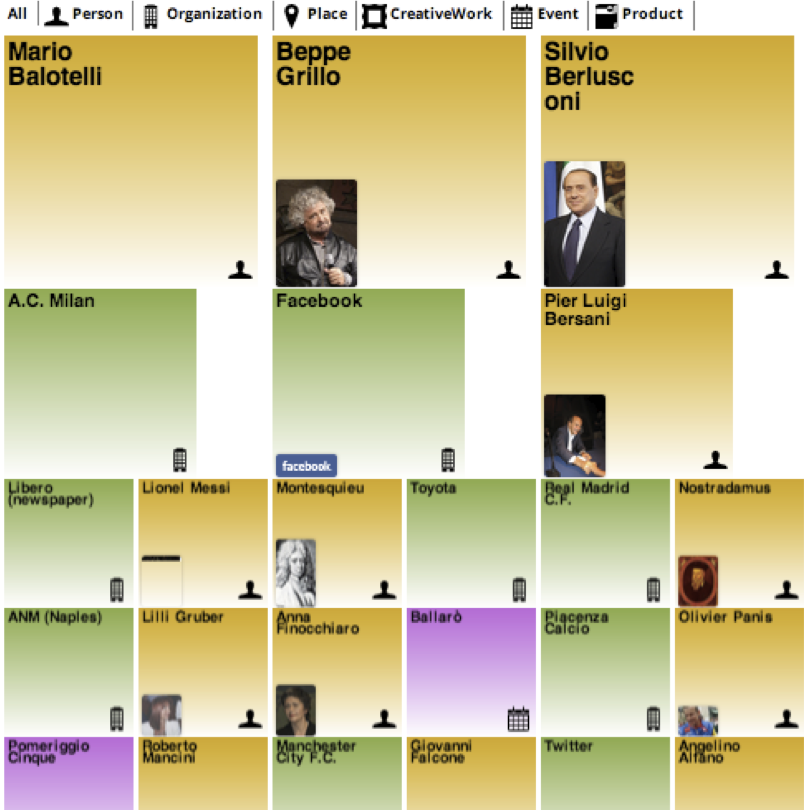 All Person Organization Place CreativeWork Event Product
Mario
Balotelli
Beppe
Grillo
Silvio
Berlusc
oni
A.C. Milan
Facebook
facebook
Pier Luigi
Bersani
Libero
(newspaper)
Lionel Messi
Montesquieu
Toyota
Real Madrid
C.F.
Nostradamus
ANM (Naples)
Lilli Gruber
Anna
Finocchiaro
Ballarò
Piacenza
Calcio
Olivier Panis
Pomeriggio
Cinque
Roberto
Mancini
Manchester
City F.C.
Giovanni
Falcone
Twitter
Angelino
Alfano